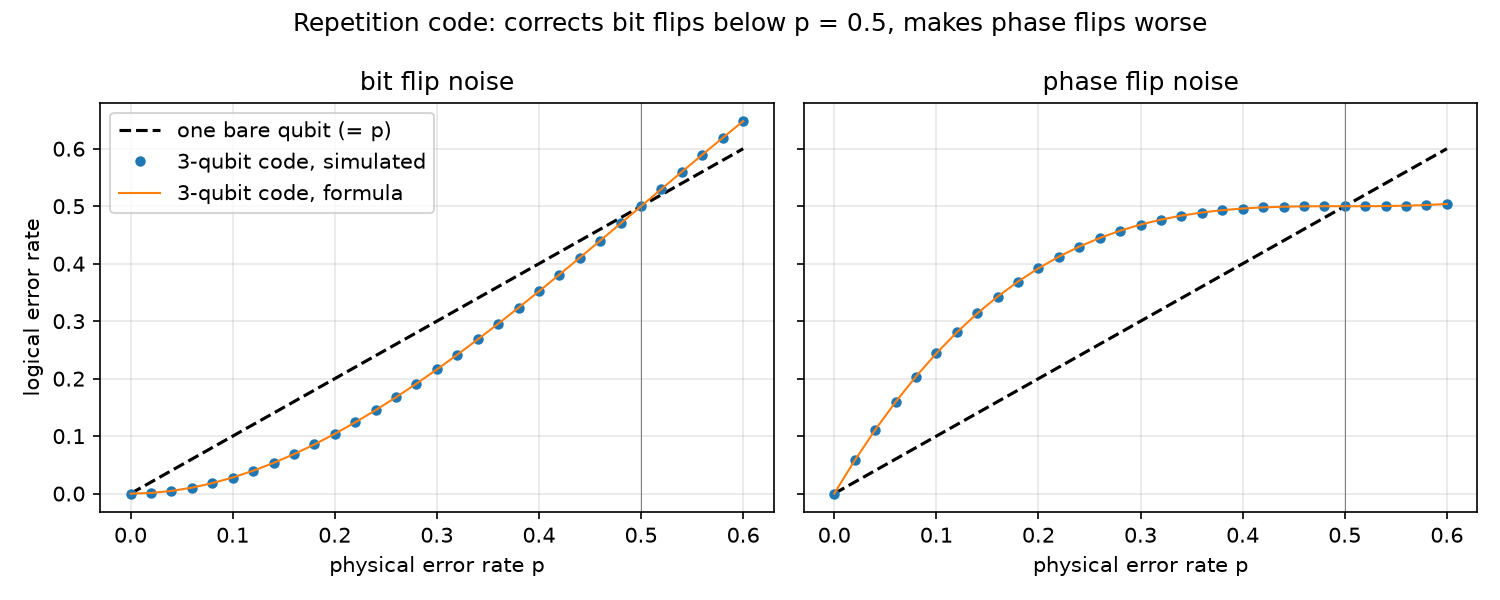 Repetition code: corrects bit flips below p = 0.5, makes phase flips worse
bit flip noise
one bare qubit (= p)
3-qubit code, simulated
3-qubit code, formula
logical error rate
0.6
0.5
0.4
0.3
0.2
0.1
0.0
0.0 0.1 0.2 0.3 0.4 0.5 0.6
physical error rate p
phase flip noise
0.0 0.1 0.2 0.3 0.4 0.5 0.6
physical error rate p